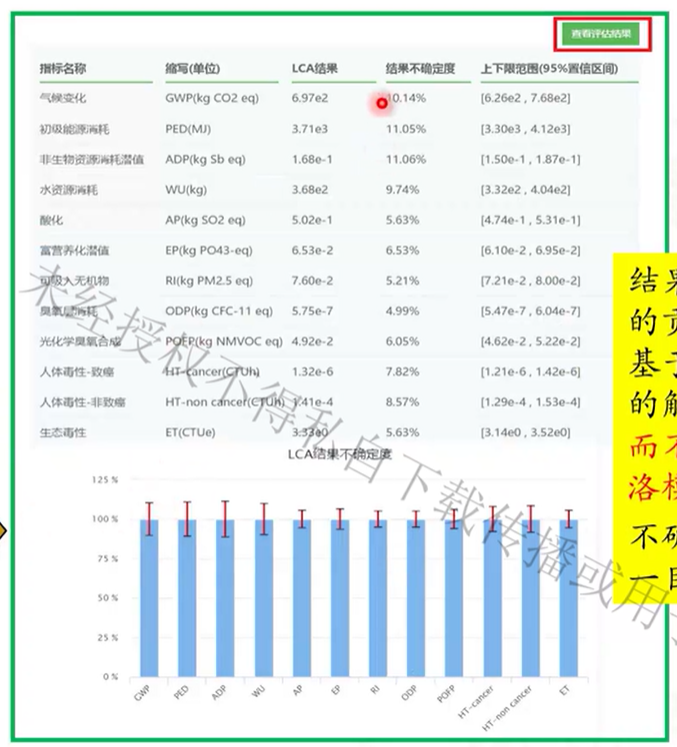 查看评估结果
指标名称 缩写(单位) LCA结果 结果不确定度 上下限范围(95%置信区间)
气候变化 GWP(kg CO2 eq) 6.97e2 10.14% [6.26e2 , 7.68e2]
初级能源消耗 PED(MJ) 3.71e3 11.05% [3.30e3 , 4.12e3]
非生物资源消耗潜值 ADP(kg Sb eq) 1.68e-1 11.06% [1.50e-1 , 1.87e-1]
水资源消耗 WU(kg) 3.68e2 9.74% [3.32e2 , 4.04e2]
酸化 AP(kg SO2 eq) 5.02e-1 5.63% [4.74e-1 , 5.31e-1]
富营养化潜值 EP(kg PO43-eq) 6.53e-2 6.53% [6.10e-2 , 6.95e-2]
可吸入无机物 RI(kg PM2.5 eq) 7.60e-2 5.21% [7.21e-2 , 8.00e-2]
臭氧层消耗 ODP(kg CFC-11 eq) 5.75e-7 4.99% [5.47e-7 , 6.04e-7]
光化学臭氧合成 POFP(kg NMVOC eq) 4.92e-2 6.05% [4.62e-2 , 5.22e-2]
人体毒性-致癌 HT-cancer(CTUh) 1.32e-6 7.82% [1.21e-6 , 1.42e-6]
人体毒性-非致癌 HT-non cancer(CTUh) 1.41e-4 8.57% [1.29e-4 , 1.53e-4]
生态毒性 ET(CTUe) 3.33e0 5.63% [3.14e0 , 3.52e0]
LCA结果不确定度
125 %
100 %
75 %
50 %
25 %
0 %
GWP PED ADP WU AP EP RI ODP POFP HT-cancer HT-non cancer ET
结果
的贡
基于
的解
而不
洛模
不确
一目
未经授权不得私自下载传播或用于